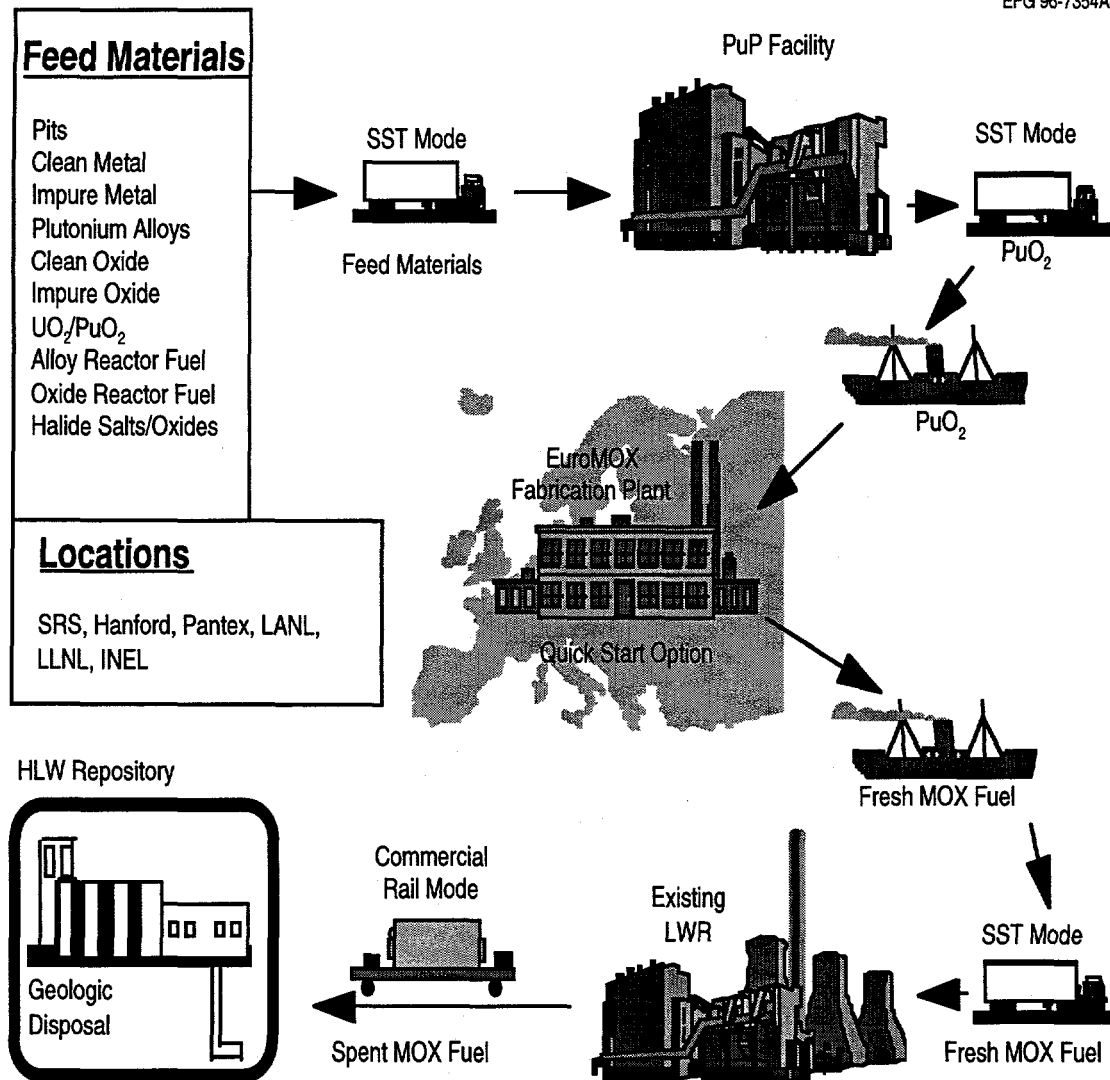 EFG 96-7354A
Feed Materials
Pits
Clean Metal
Impure Metal
Plutonium Alloys
Clean Oxide
Impure Oxide
UO₂/PuO₂
Alloy Reactor Fuel
Oxide Reactor Fuel
Halide Salts/Oxides
Locations
SRS, Hanford, Pantex, LANL,
LLNL, INEL
SST Mode
Feed Materials
PuP Facility
SST Mode
PuO₂
PuO₂
EuroMOX
Fabrication Plant
Quick Start Option
Fresh MOX Fuel
SST Mode
Fresh MOX Fuel
Existing
LWR
Commercial
Rail Mode
Spent MOX Fuel
HLW Repository
Geologic
Disposal